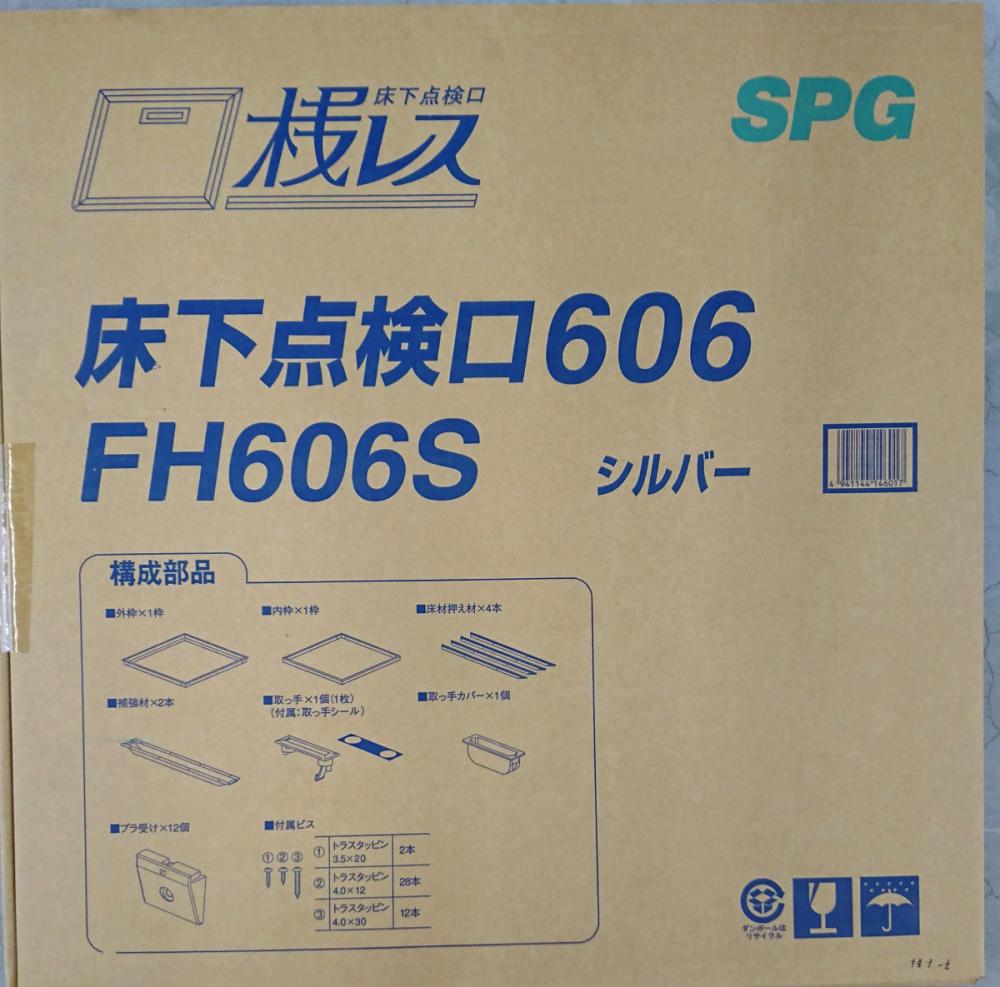 床下点検口
桟レス
SPG
床下点検口606
FH606S
シルバー
4 941144 146017
構成部品
■外枠×1枠
■内枠×1枠
■床材押え材×4本
■補強材×2本
■取っ手×1個(1枚)
(付属:取っ手シール)
■取っ手カバー×1個
■プラ受け×12個
■付属ビス
① ② ③
① トラスタッピン 3.5×20 2本
② トラスタッピン 4.0×12 28本
③ トラスタッピン 4.0×30 12本
ダンボールは
リサイクル